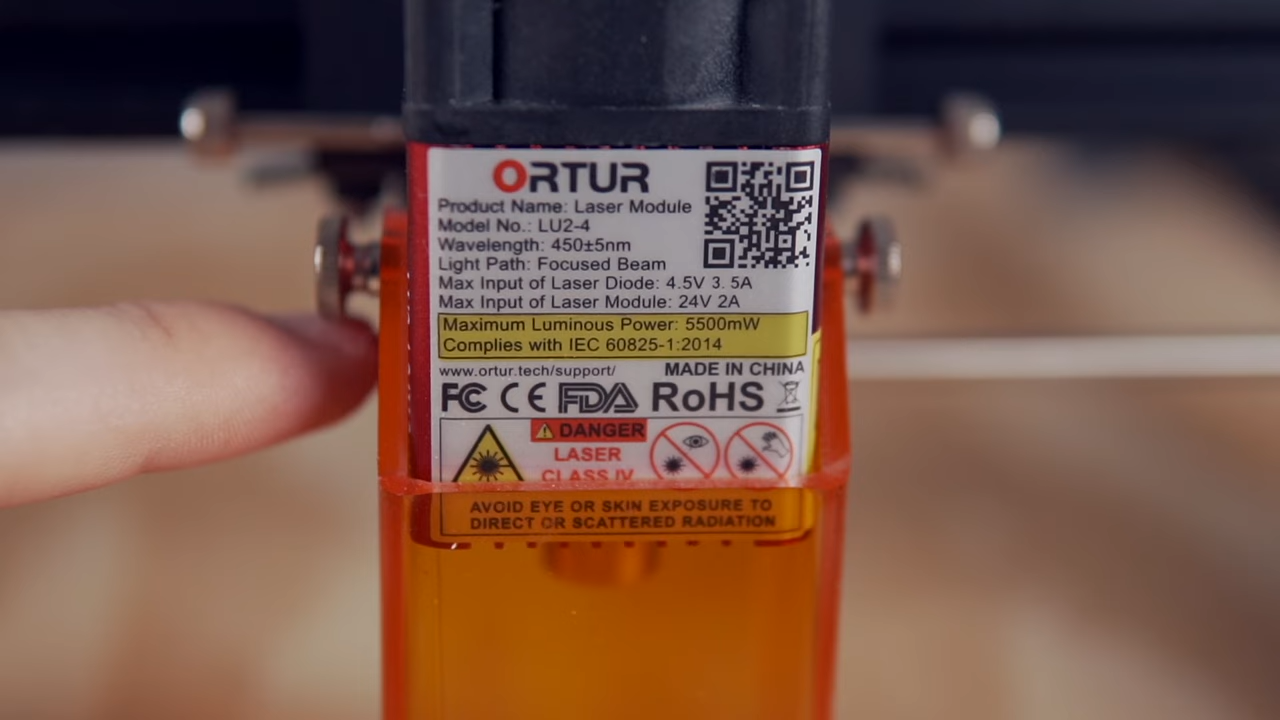 ORTUR
Product Name: Laser Module
Model No.: LU2-4
Wavelength: 450±5nm
Light Path: Focused Beam
Max Input of Laser Diode: 4.5V 3. 5A
Max Input of Laser Module: 24V 2A
Maximum Luminous Power: 5500mW
Complies with IEC 60825-1:2014
www.ortur.tech/support/ MADE IN CHINA
FC CE FDA RoHS
DANGER
LASER
CLASS IV
AVOID EYE OR SKIN EXPOSURE TO
DIRECT OR SCATTERED RADIATION